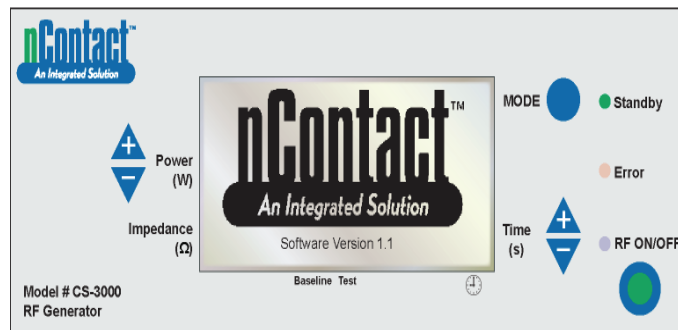 nContact™
An Integrated Solution
Power
(W)
Impedance
(Ω)
Model # CS-3000
RF Generator
nContact™
An Integrated Solution
Software Version 1.1
Baseline Test
MODE
Time
(s)
Standby
Error
RF ON/OFF